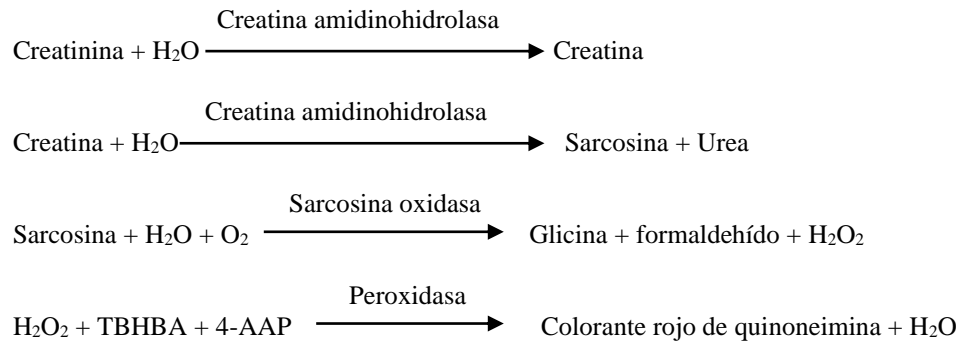 Creatina amidinohidrolasa
Creatinina + H₂O Creatina
Creatina amidinohidrolasa
Creatina + H₂O Sarcosina + Urea
Sarcosina oxidasa
Sarcosina + H₂O + O₂ Glicina + formaldehído + H₂O₂
Peroxidasa
H₂O₂ + TBHBA + 4-AAP Colorante rojo de quinoneimina + H₂O